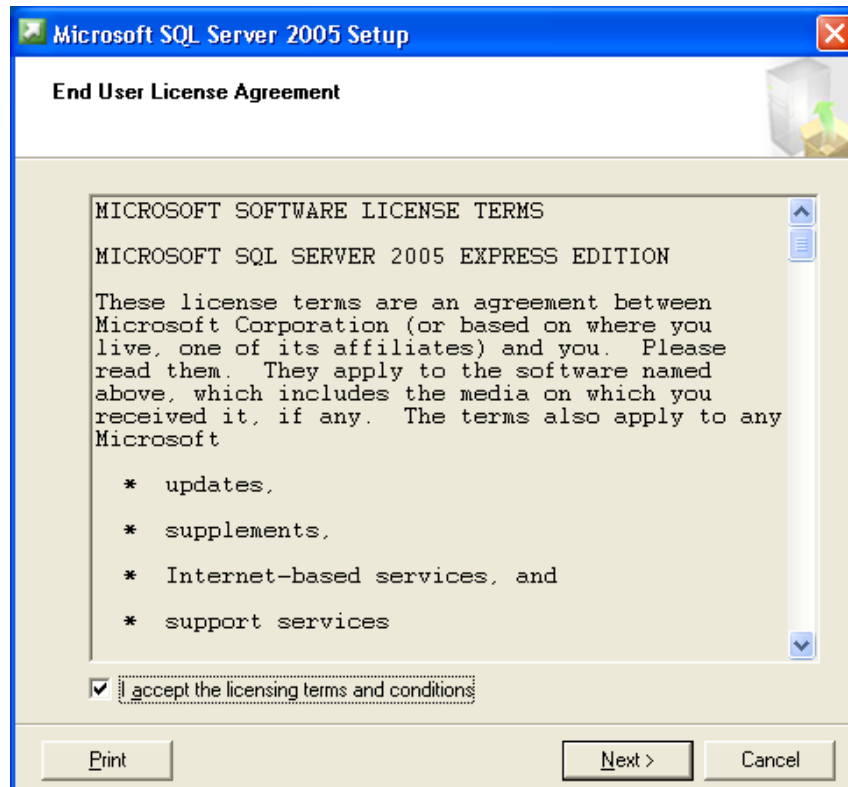 Microsoft SQL Server 2005 Setup
End User License Agreement
MICROSOFT SOFTWARE LICENSE TERMS
MICROSOFT SQL SERVER 2005 EXPRESS EDITION
These license terms are an agreement between
Microsoft Corporation (or based on where you
live, one of its affiliates) and you.  Please
read them.  They apply to the software named
above, which includes the media on which you
received it, if any.  The terms also apply to any
Microsoft
* updates,
* supplements,
* Internet-based services, and
* support services
I accept the licensing terms and conditions
Print
Next >
Cancel